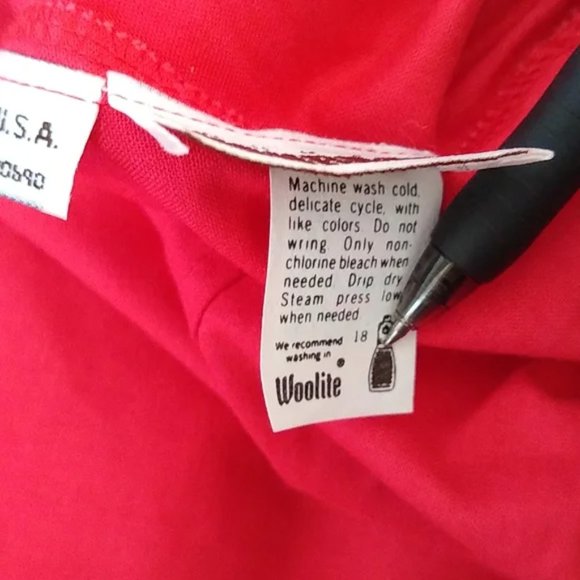 U.S.A.
Machine wash cold,
delicate cycle, with
like colors. Do not
wring. Only non-
chlorine bleach when
needed. Drip dry.
Steam press low
when needed.
We recommend 18
washing in
Woolite ®